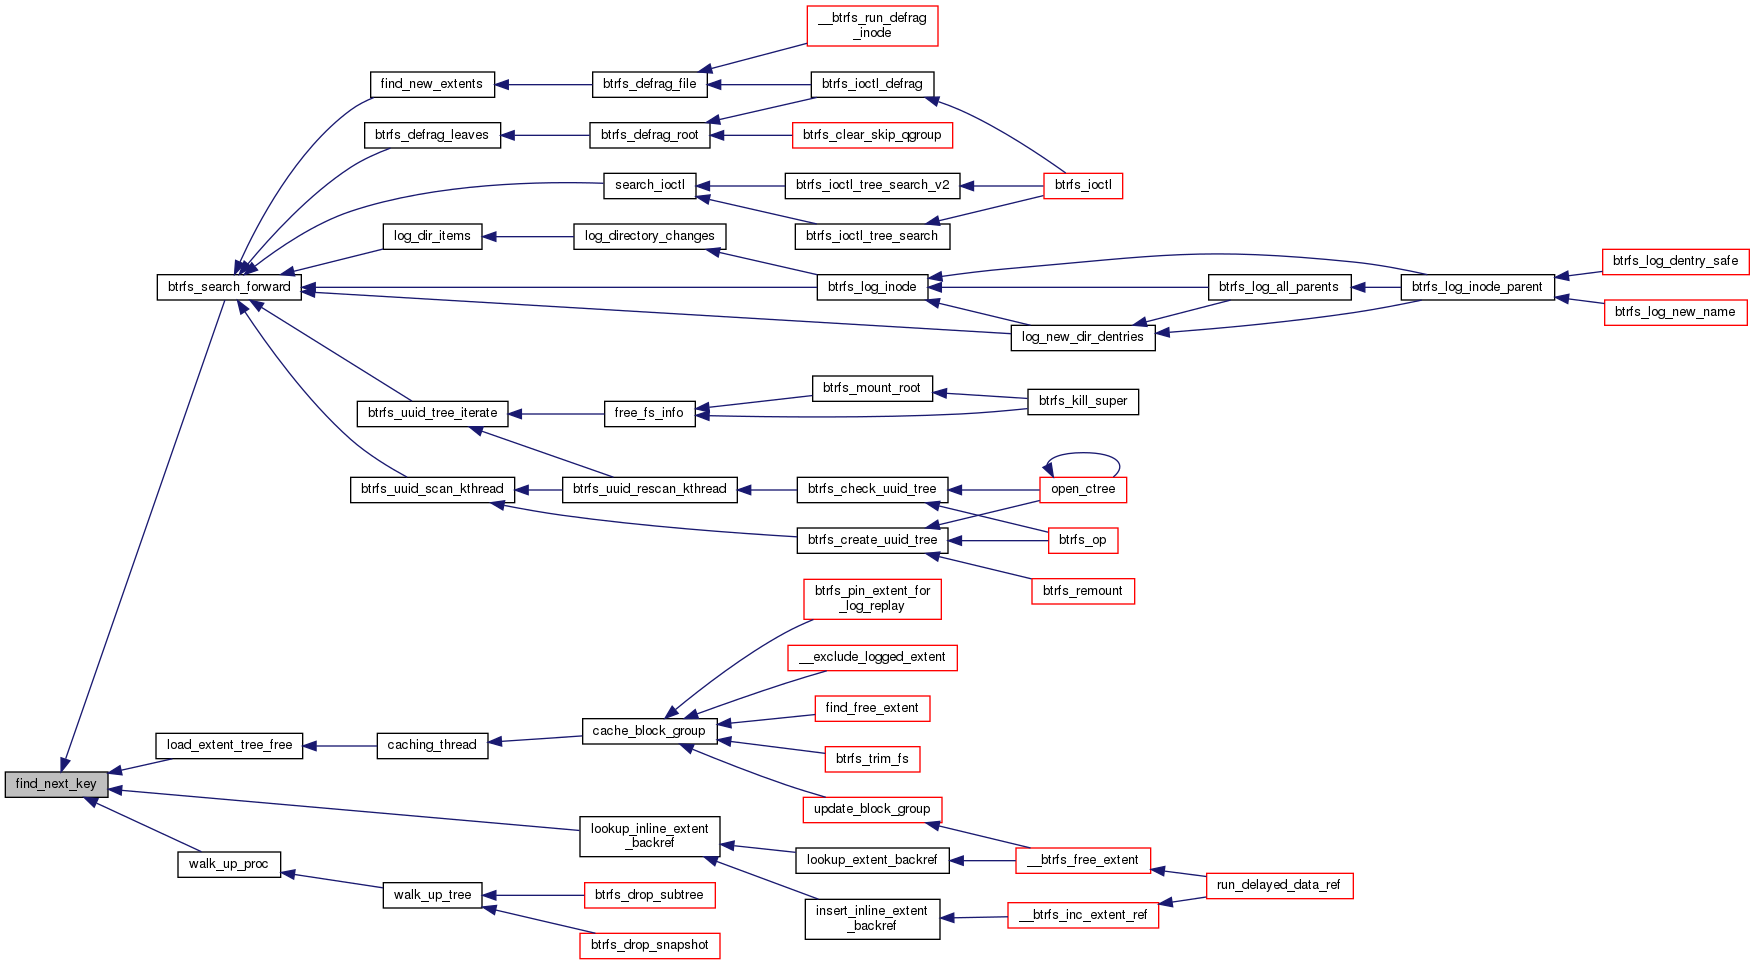 __btrfs_run_defrag
_inode
find_new_extents
btrfs_defrag_file
btrfs_ioctl_defrag
btrfs_defrag_leaves
btrfs_defrag_root
btrfs_clear_skip_qgroup
search_ioctl
btrfs_ioctl_tree_search_v2
btrfs_ioctl
log_dir_items
log_directory_changes
btrfs_ioctl_tree_search
btrfs_search_forward
btrfs_log_inode
btrfs_log_all_parents
btrfs_log_inode_parent
btrfs_log_dentry_safe
btrfs_log_new_name
log_new_dir_dentries
btrfs_mount_root
btrfs_kill_super
btrfs_uuid_tree_iterate
free_fs_info
btrfs_uuid_scan_kthread
btrfs_uuid_rescan_kthread
btrfs_check_uuid_tree
open_ctree
btrfs_create_uuid_tree
btrfs_op
btrfs_remount
btrfs_pin_extent_for
_log_replay
__exclude_logged_extent
find_free_extent
cache_block_group
load_extent_tree_free
caching_thread
btrfs_trim_fs
find_next_key
update_block_group
lookup_inline_extent
_backref
walk_up_proc
lookup_extent_backref
__btrfs_free_extent
run_delayed_data_ref
walk_up_tree
btrfs_drop_subtree
insert_inline_extent
_backref
__btrfs_inc_extent_ref
btrfs_drop_snapshot